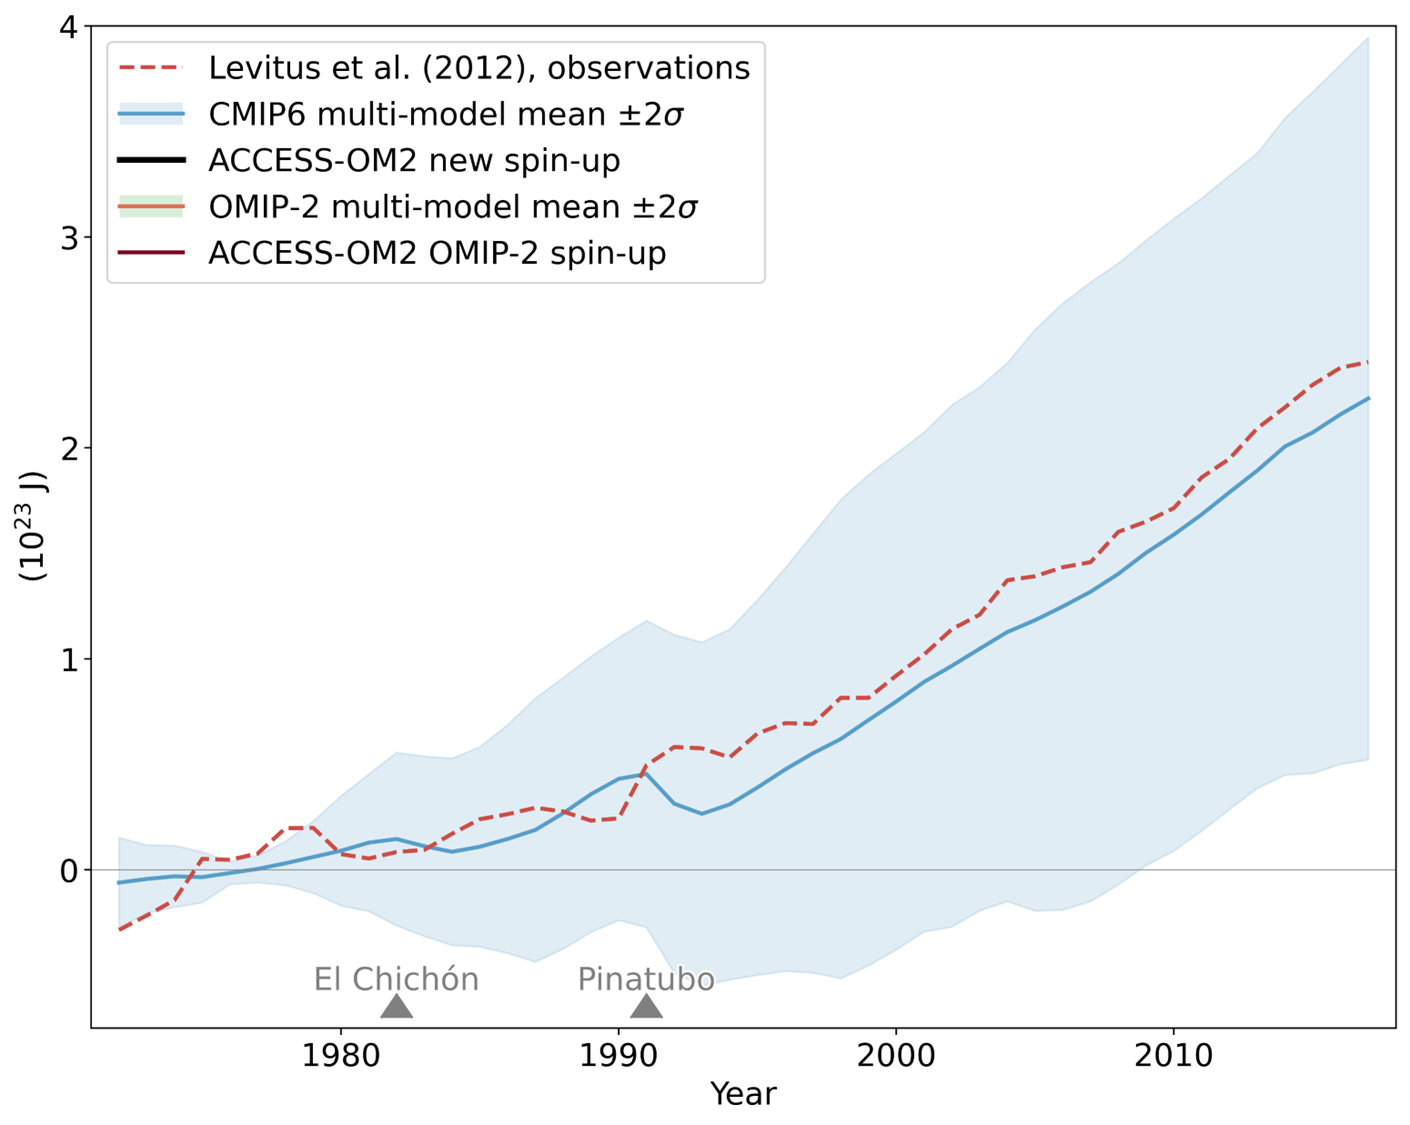 4
Levitus et al. (2012), observations
CMIP6 multi-model mean ±2σ
ACCESS-OM2 new spin-up
OMIP-2 multi-model mean ±2σ
ACCESS-OM2 OMIP-2 spin-up
3
2
1
0
(10²³ J)
El Chichón
Pinatubo
1980 1990 2000 2010
Year